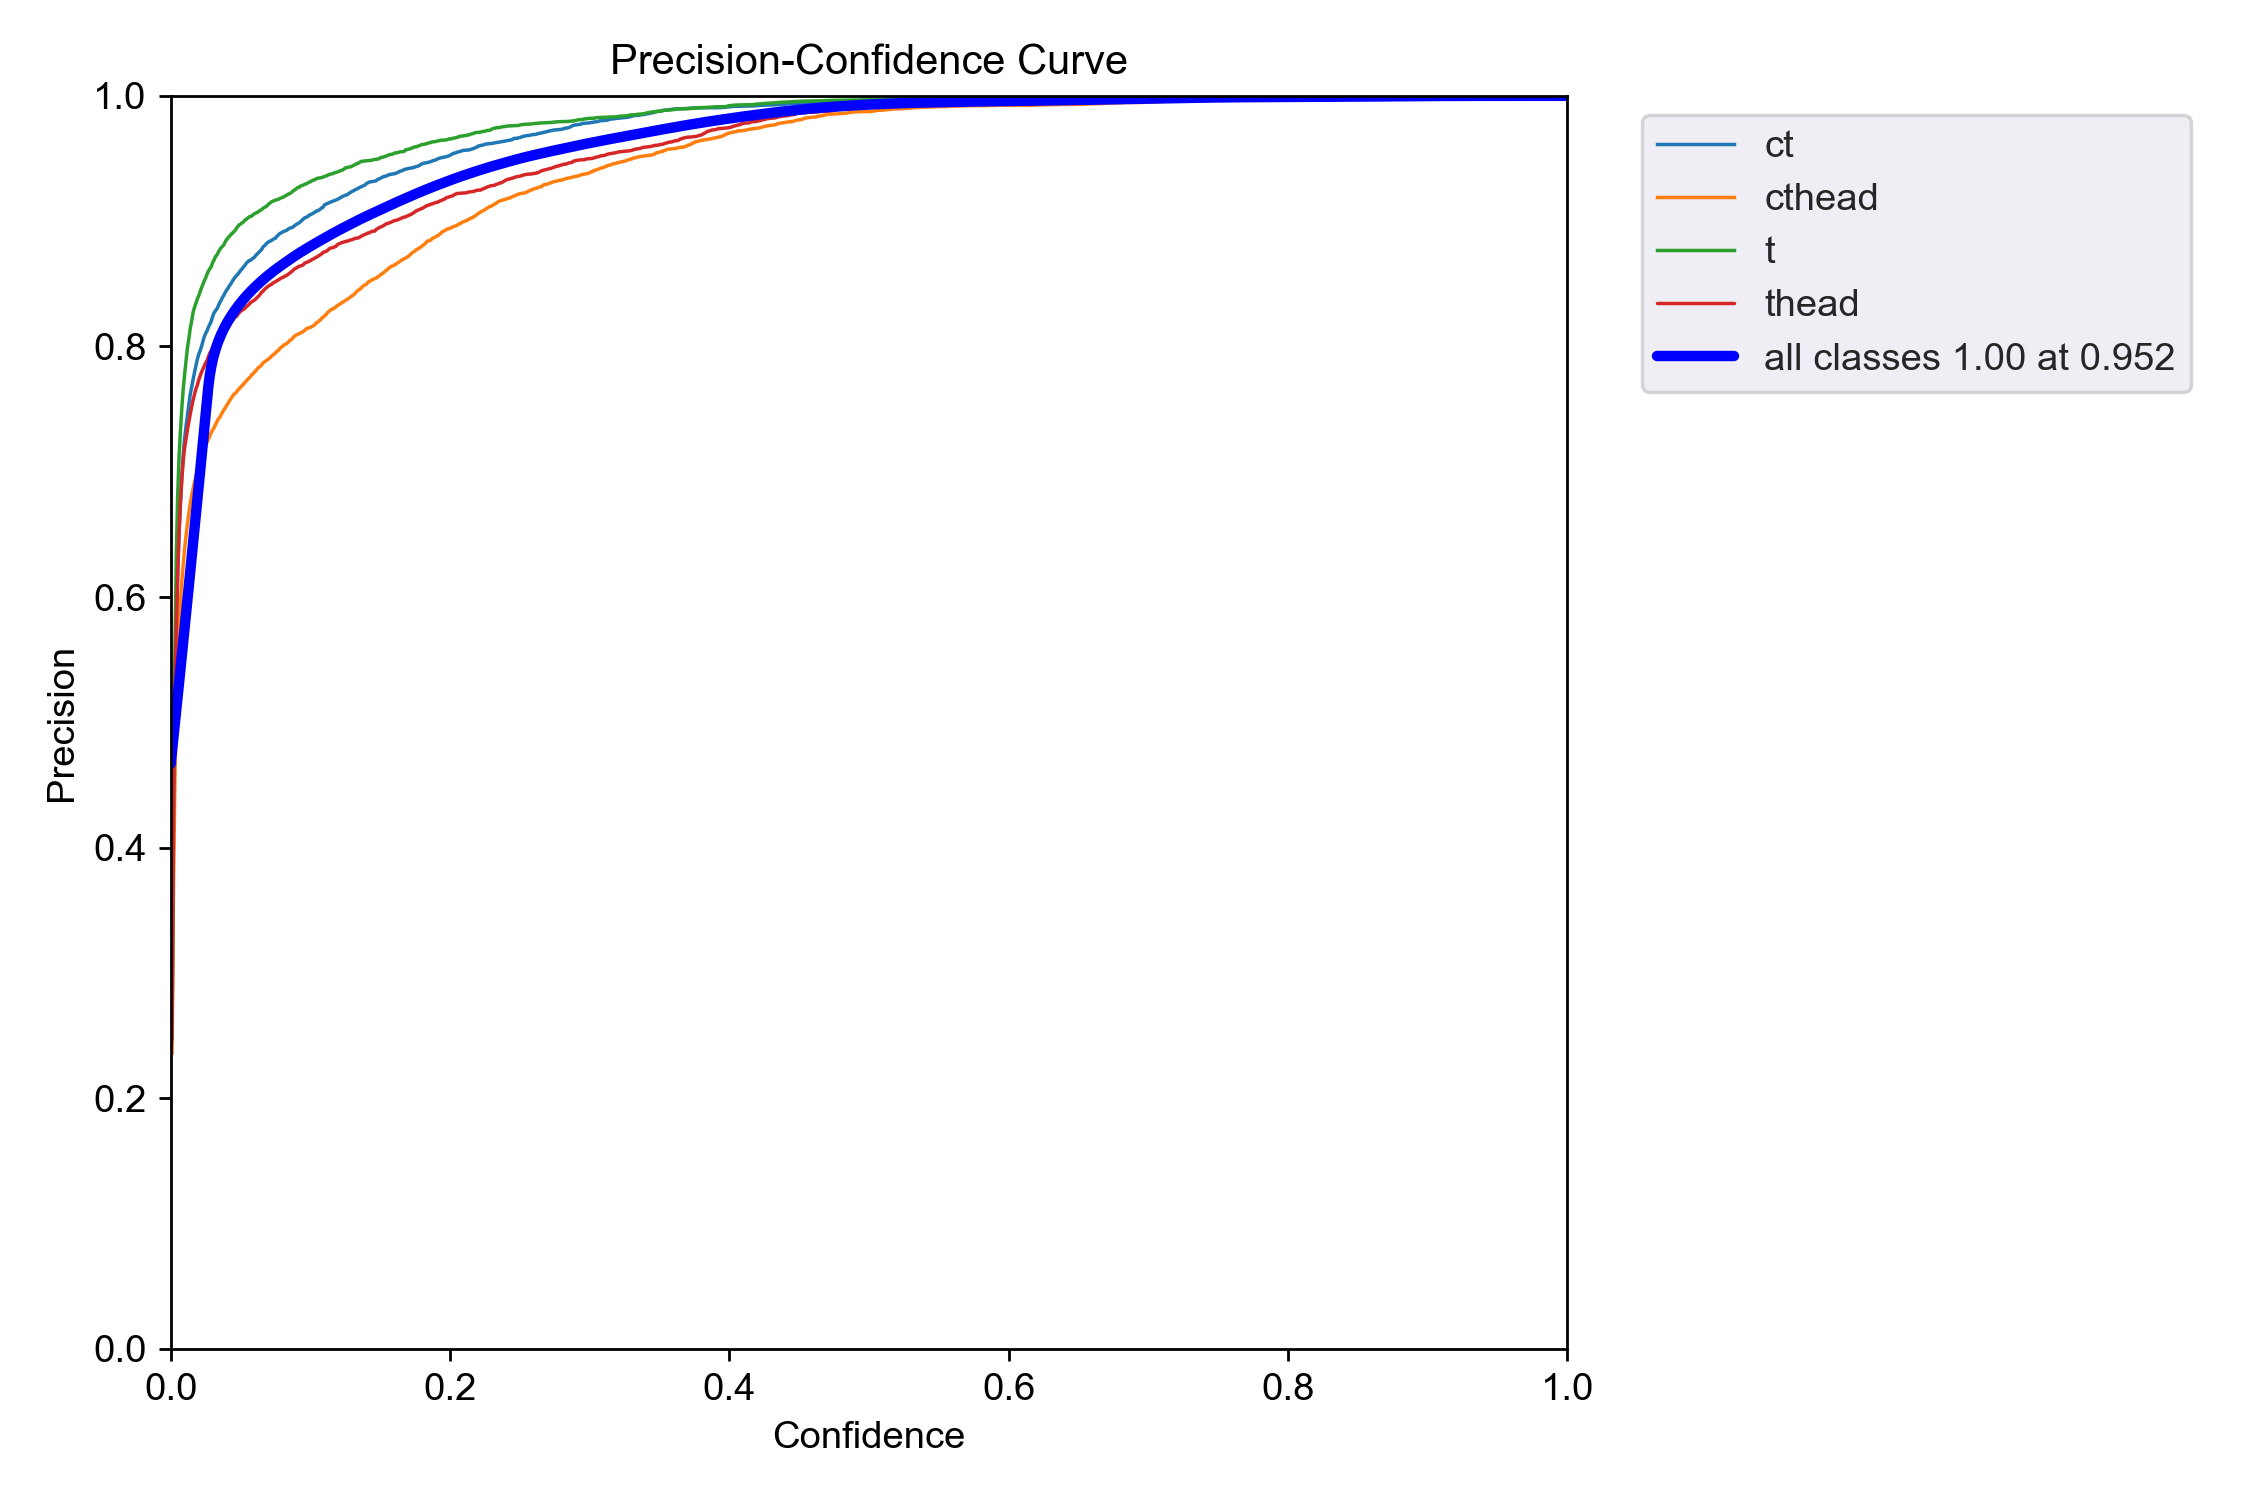 Precision-Confidence Curve
1.0
0.8
0.6
0.4
0.2
0.0
Precision
0.0 0.2 0.4 0.6 0.8 1.0
Confidence
ct
cthead
t
thead
all classes 1.00 at 0.952